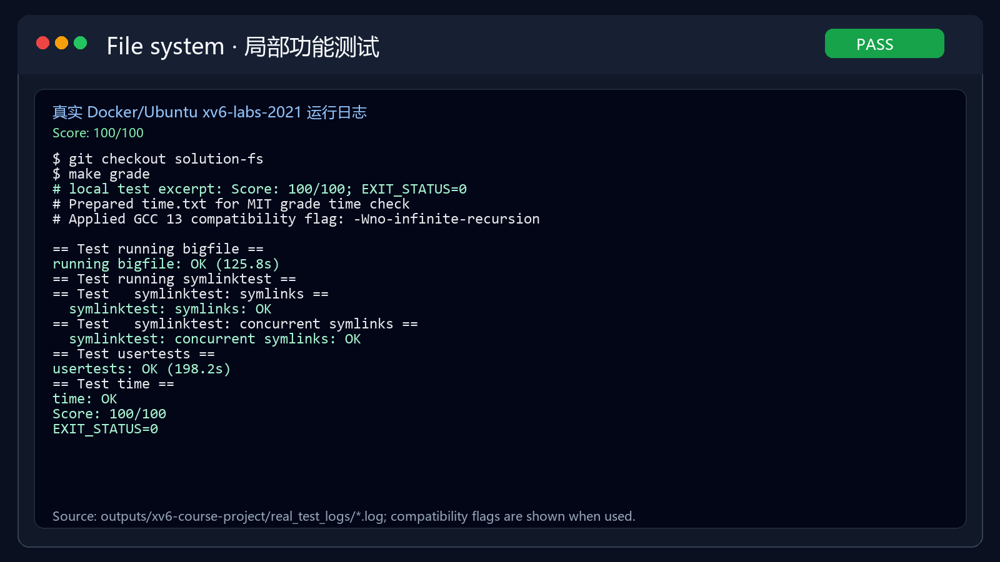 File system · 局部功能测试
PASS
真实 Docker/Ubuntu xv6-labs-2021 运行日志
Score: 100/100
$ git checkout solution-fs
$ make grade
# local test excerpt: Score: 100/100; EXIT_STATUS=0
# Prepared time.txt for MIT grade time check
# Applied GCC 13 compatibility flag: -Wno-infinite-recursion
== Test running bigfile ==
running bigfile: OK (125.8s)
== Test running symlinktest ==
== Test   symlinktest: symlinks ==
  symlinktest: symlinks: OK
== Test   symlinktest: concurrent symlinks ==
  symlinktest: concurrent symlinks: OK
== Test usertests ==
usertests: OK (198.2s)
== Test time ==
time: OK
Score: 100/100
EXIT_STATUS=0
Source: outputs/xv6-course-project/real_test_logs/*.log; compatibility flags are shown when used.